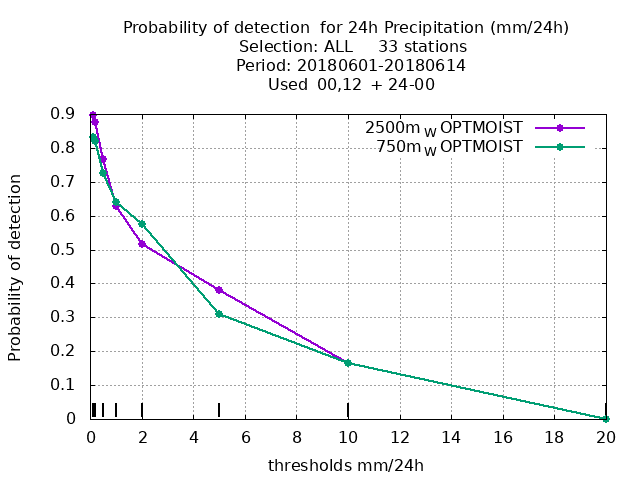 Probability of detection for 24h Precipitation (mm/24h)
Selection: ALL 33 stations
Period: 20180601-20180614
Used 00,12 + 24-00
2500m W OPTMOIST
750m W OPTMOIST
Probability of detection
0.9
0.8
0.7
0.6
0.5
0.4
0.3
0.2
0.1
0
0 2 4 6 8 10 12 14 16 18 20
thresholds mm/24h